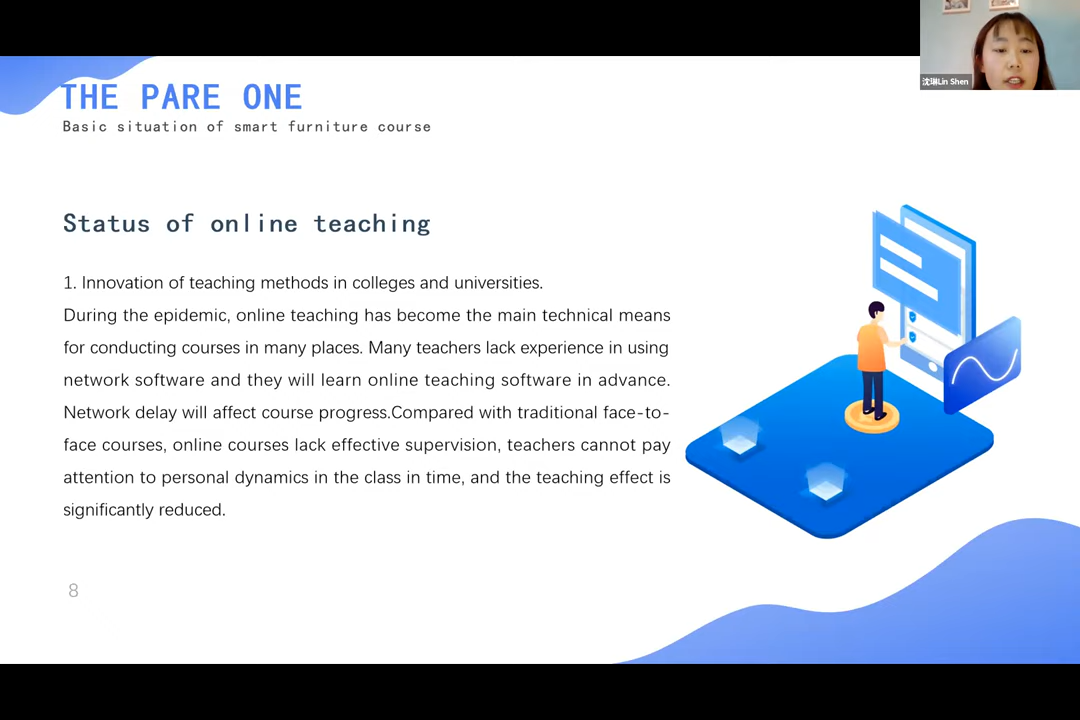 THE PARE ONE
Basic situation of smart furniture course
沈琳Lin Shen
Status of online teaching
1. Innovation of teaching methods in colleges and universities.
During the epidemic, online teaching has become the main technical means
for conducting courses in many places. Many teachers lack experience in using
network software and they will learn online teaching software in advance.
Network delay will affect course progress.Compared with traditional face-to-
face courses, online courses lack effective supervision, teachers cannot pay
attention to personal dynamics in the class in time, and the teaching effect is
significantly reduced.
8